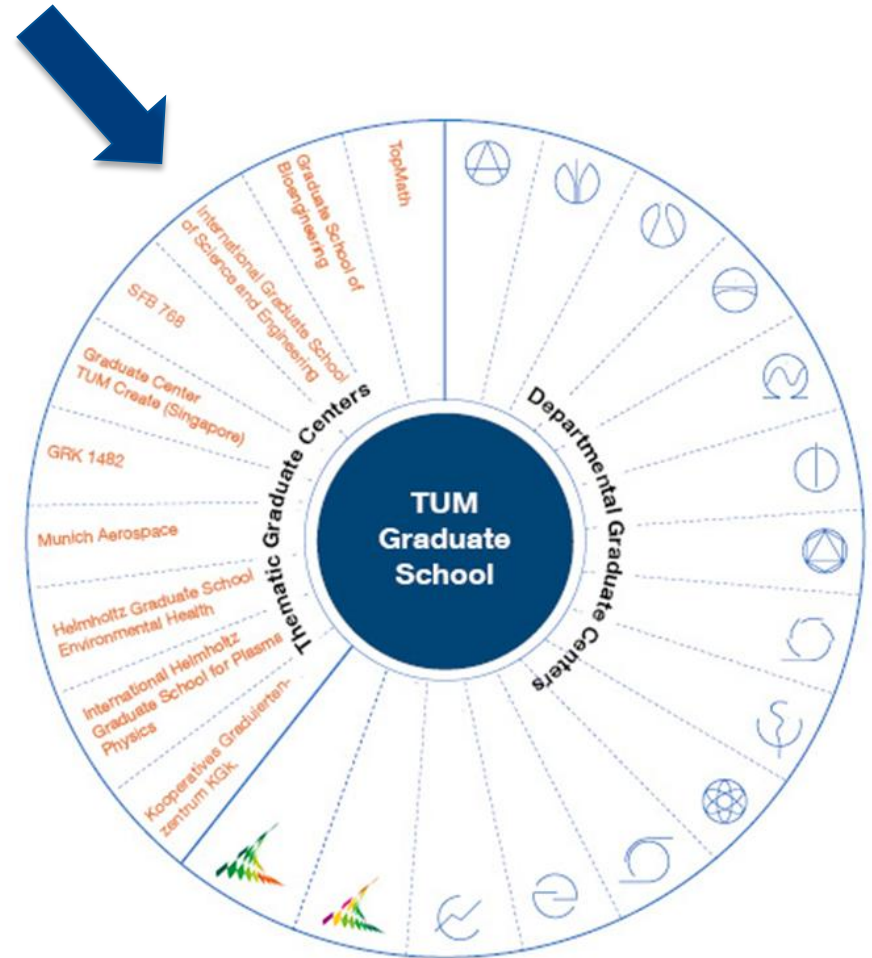 TopMath
Graduate School of
Bioengineering
International Graduate School
of Science and Engineering
SFB 768
Graduate Center
TUM Create (Singapore)
GRK 1482
Munich Aerospace
Helmholtz Graduate School
Environmental Health
International Helmholtz
Graduate School for Plasma
Physics
Kooperatives Graduierten-
zentrum KGk.
Thematic Graduate Centers
TUM
Graduate
School
Departmental Graduate Centers